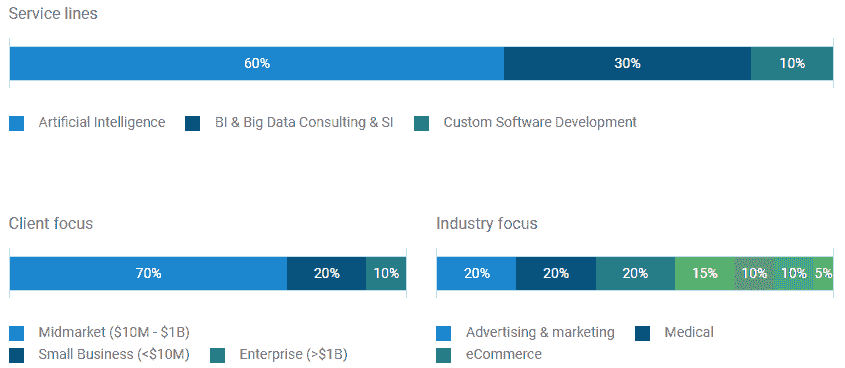 Service lines
60% 30% 10%
Artificial Intelligence BI & Big Data Consulting & SI Custom Software Development
Client focus
70% 20% 10%
Midmarket ($10M - $1B)
Small Business (<$10M) Enterprise (>$1B)
Industry focus
20% 20% 20% 15% 10% 10% 5%
Advertising & marketing Medical
eCommerce